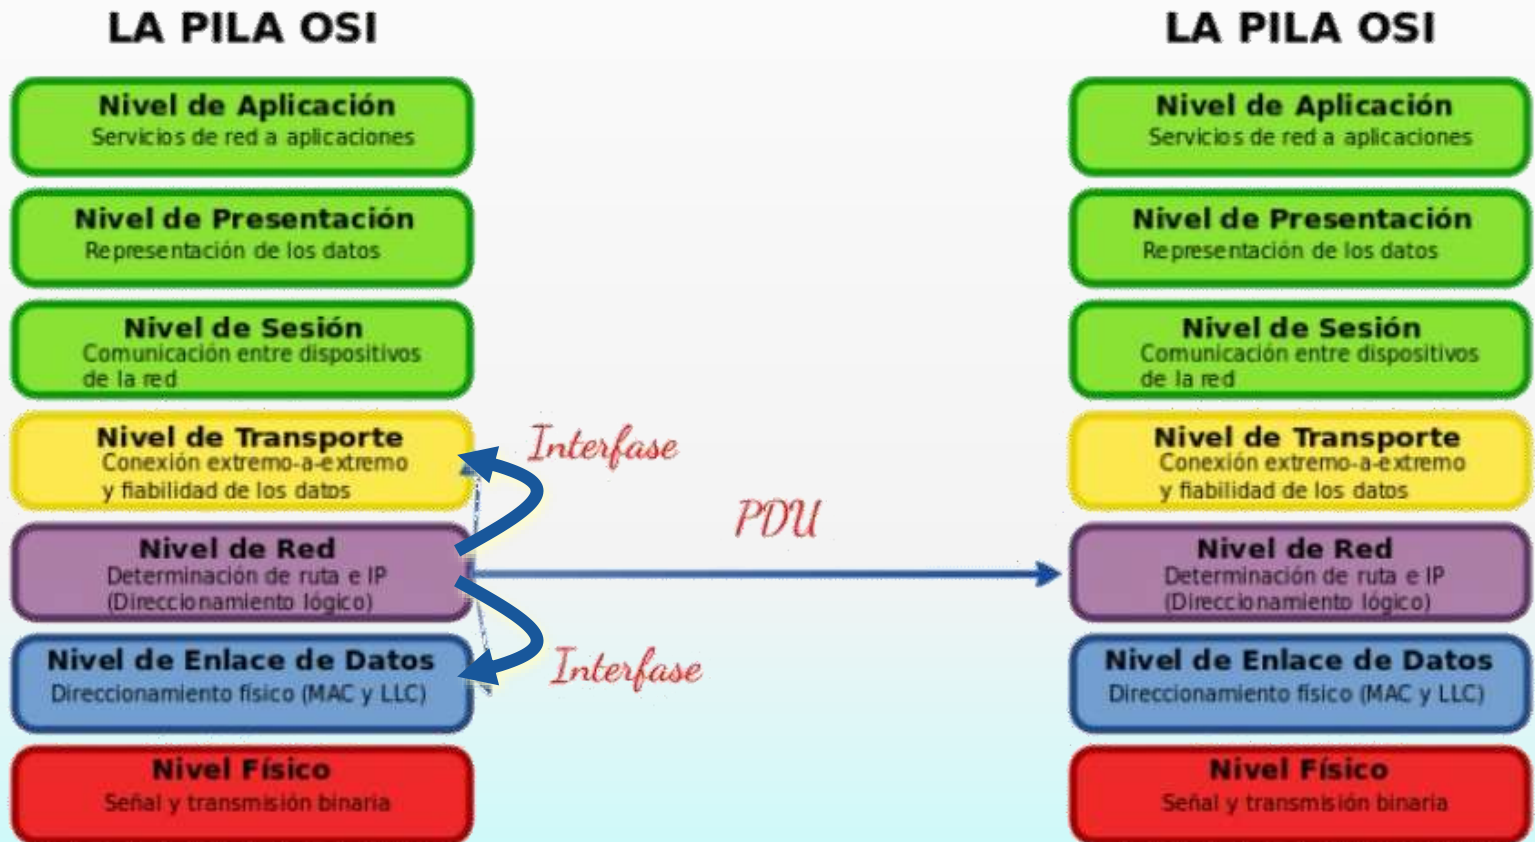 LA PILA OSI
Nivel de Aplicación
Servicios de red a aplicaciones
Nivel de Presentación
Representación de los datos
Nivel de Sesión
Comunicación entre dispositivos
de la red
Nivel de Transporte
Conexión extremo-a-extremo
y fiabilidad de los datos
Nivel de Red
Determinación de ruta e IP
(Direccionamiento lógico)
Nivel de Enlace de Datos
Direccionamiento físico (MAC y LLC)
Nivel Físico
Señal y transmisión binaria
Interfase
PDU
Interfase
LA PILA OSI
Nivel de Aplicación
Servicios de red a aplicaciones
Nivel de Presentación
Representación de los datos
Nivel de Sesión
Comunicación entre dispositivos
de la red
Nivel de Transporte
Conexión extremo-a-extremo
y fiabilidad de los datos
Nivel de Red
Determinación de ruta e IP
(Direccionamiento lógico)
Nivel de Enlace de Datos
Direccionamiento físico (MAC y LLC)
Nivel Físico
Señal y transmisión binaria